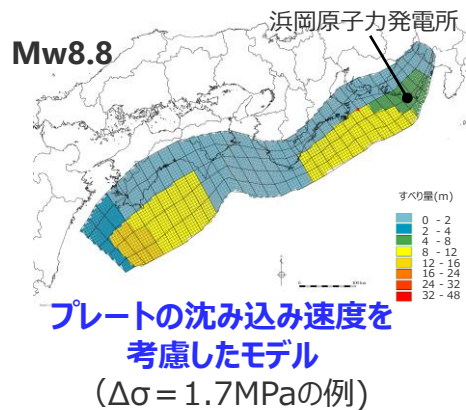 浜岡原子力発電所
Mw8.8
すべり量(m)
0 - 2
2 - 4
4 - 8
8 - 12
12 - 16
16 - 24
24 - 32
32 - 48
プレートの沈み込み速度を
考慮したモデル
（Δσ＝1.7MPaの例)